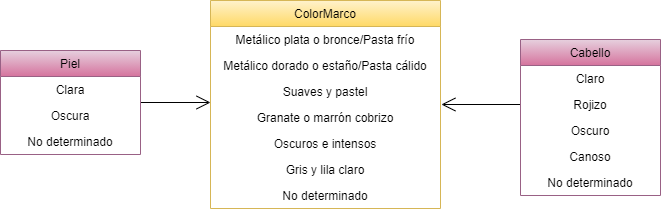 Piel
Clara
Oscura
No determinado
ColorMarco
Metálico plata o bronce/Pasta frío
Metálico dorado o estaño/Pasta cálido
Suaves y pastel
Granate o marrón cobrizo
Oscuros e intensos
Gris y lila claro
No determinado
Cabello
Claro
Rojizo
Oscuro
Canoso
No determinado